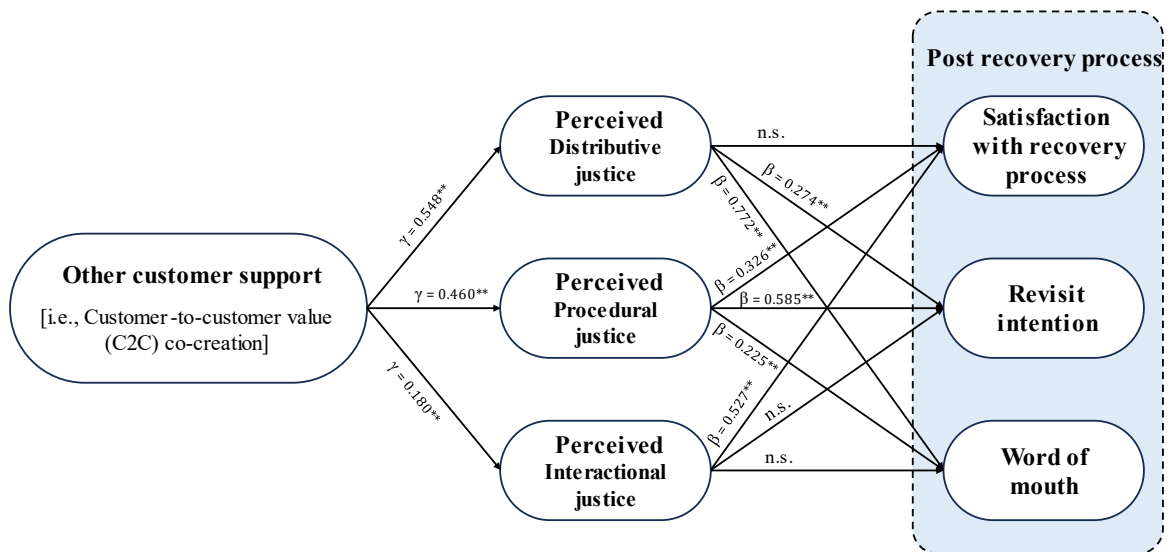 Post recovery process
Other customer support
[i.e., Customer-to-customer value
(C2C) co-creation]
γ = 0.548**
γ = 0.460**
γ = 0.180**
Perceived
Distributive
justice
Perceived
Procedural
justice
Perceived
Interactional
justice
n.s.
β = 0.274**
β = 0.772**
β = 0.326**
β = 0.585**
β = 0.225**
β = 0.527**
n.s.
n.s.
Satisfaction
with recovery
process
Revisit
intention
Word of
mouth